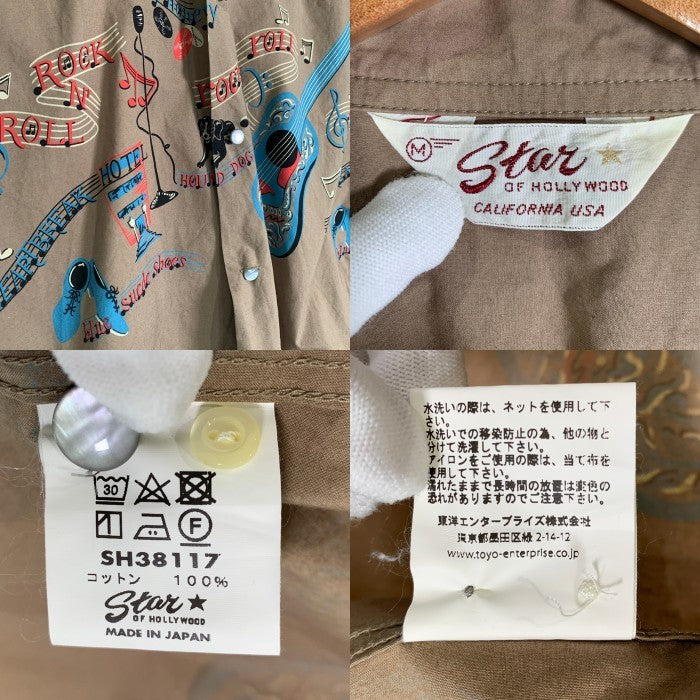 ROCK
N
ROLL
ROCK
ROLL
HOUND DOG
HEARTBREAK HOTEL
blue suede shoes
M
Star
OF HOLLYWOOD
CALIFORNIA USA
30
F
SH38117
コットン 100%
Star
OF HOLLYWOOD
MADE IN JAPAN
水洗いの際は、ネットを使用して下
さい。
水洗いでの移染防止の為、他の物と
分けて洗濯して下さい。
アイロンをご使用の際は、当て布を
使用して下さい。
濡れたままで長時間の放置は変色の
恐れがありますのでご注意下さい。
東洋エンタープライズ株式会社
東京都墨田区緑 2-14-12
www.toyo-enterprise.co.jp